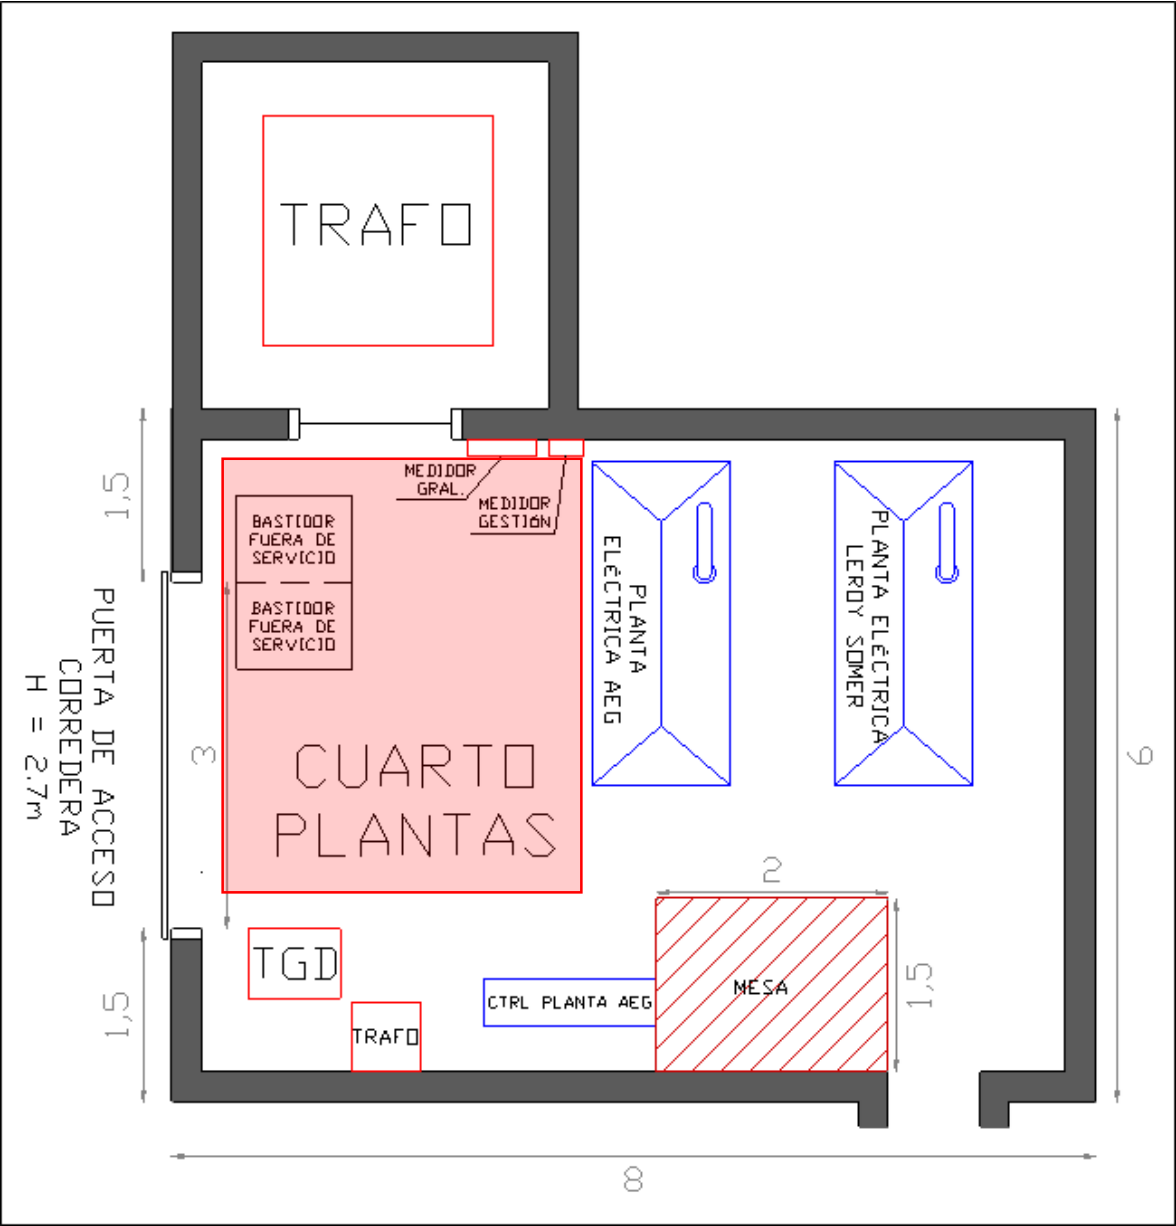 TRAFO
MEDIDOR
GRAL.
MEDIDOR
GESTIóN
BASTIDOR
FUERA DE
SERVICIO
BASTIDOR
FUERA DE
SERVICIO
PLANTA
ELéCTRICA AEG
PLANTA ELéCTRICA
LEROY SOMER
1,5
PUERTA DE ACCESO
CORREDERA
H = 2.7m
3
CUARTO
PLANTAS
6
2
TGD
MESA
1,5
1,5
CTRL PLANTA AEG
TRAFO
8